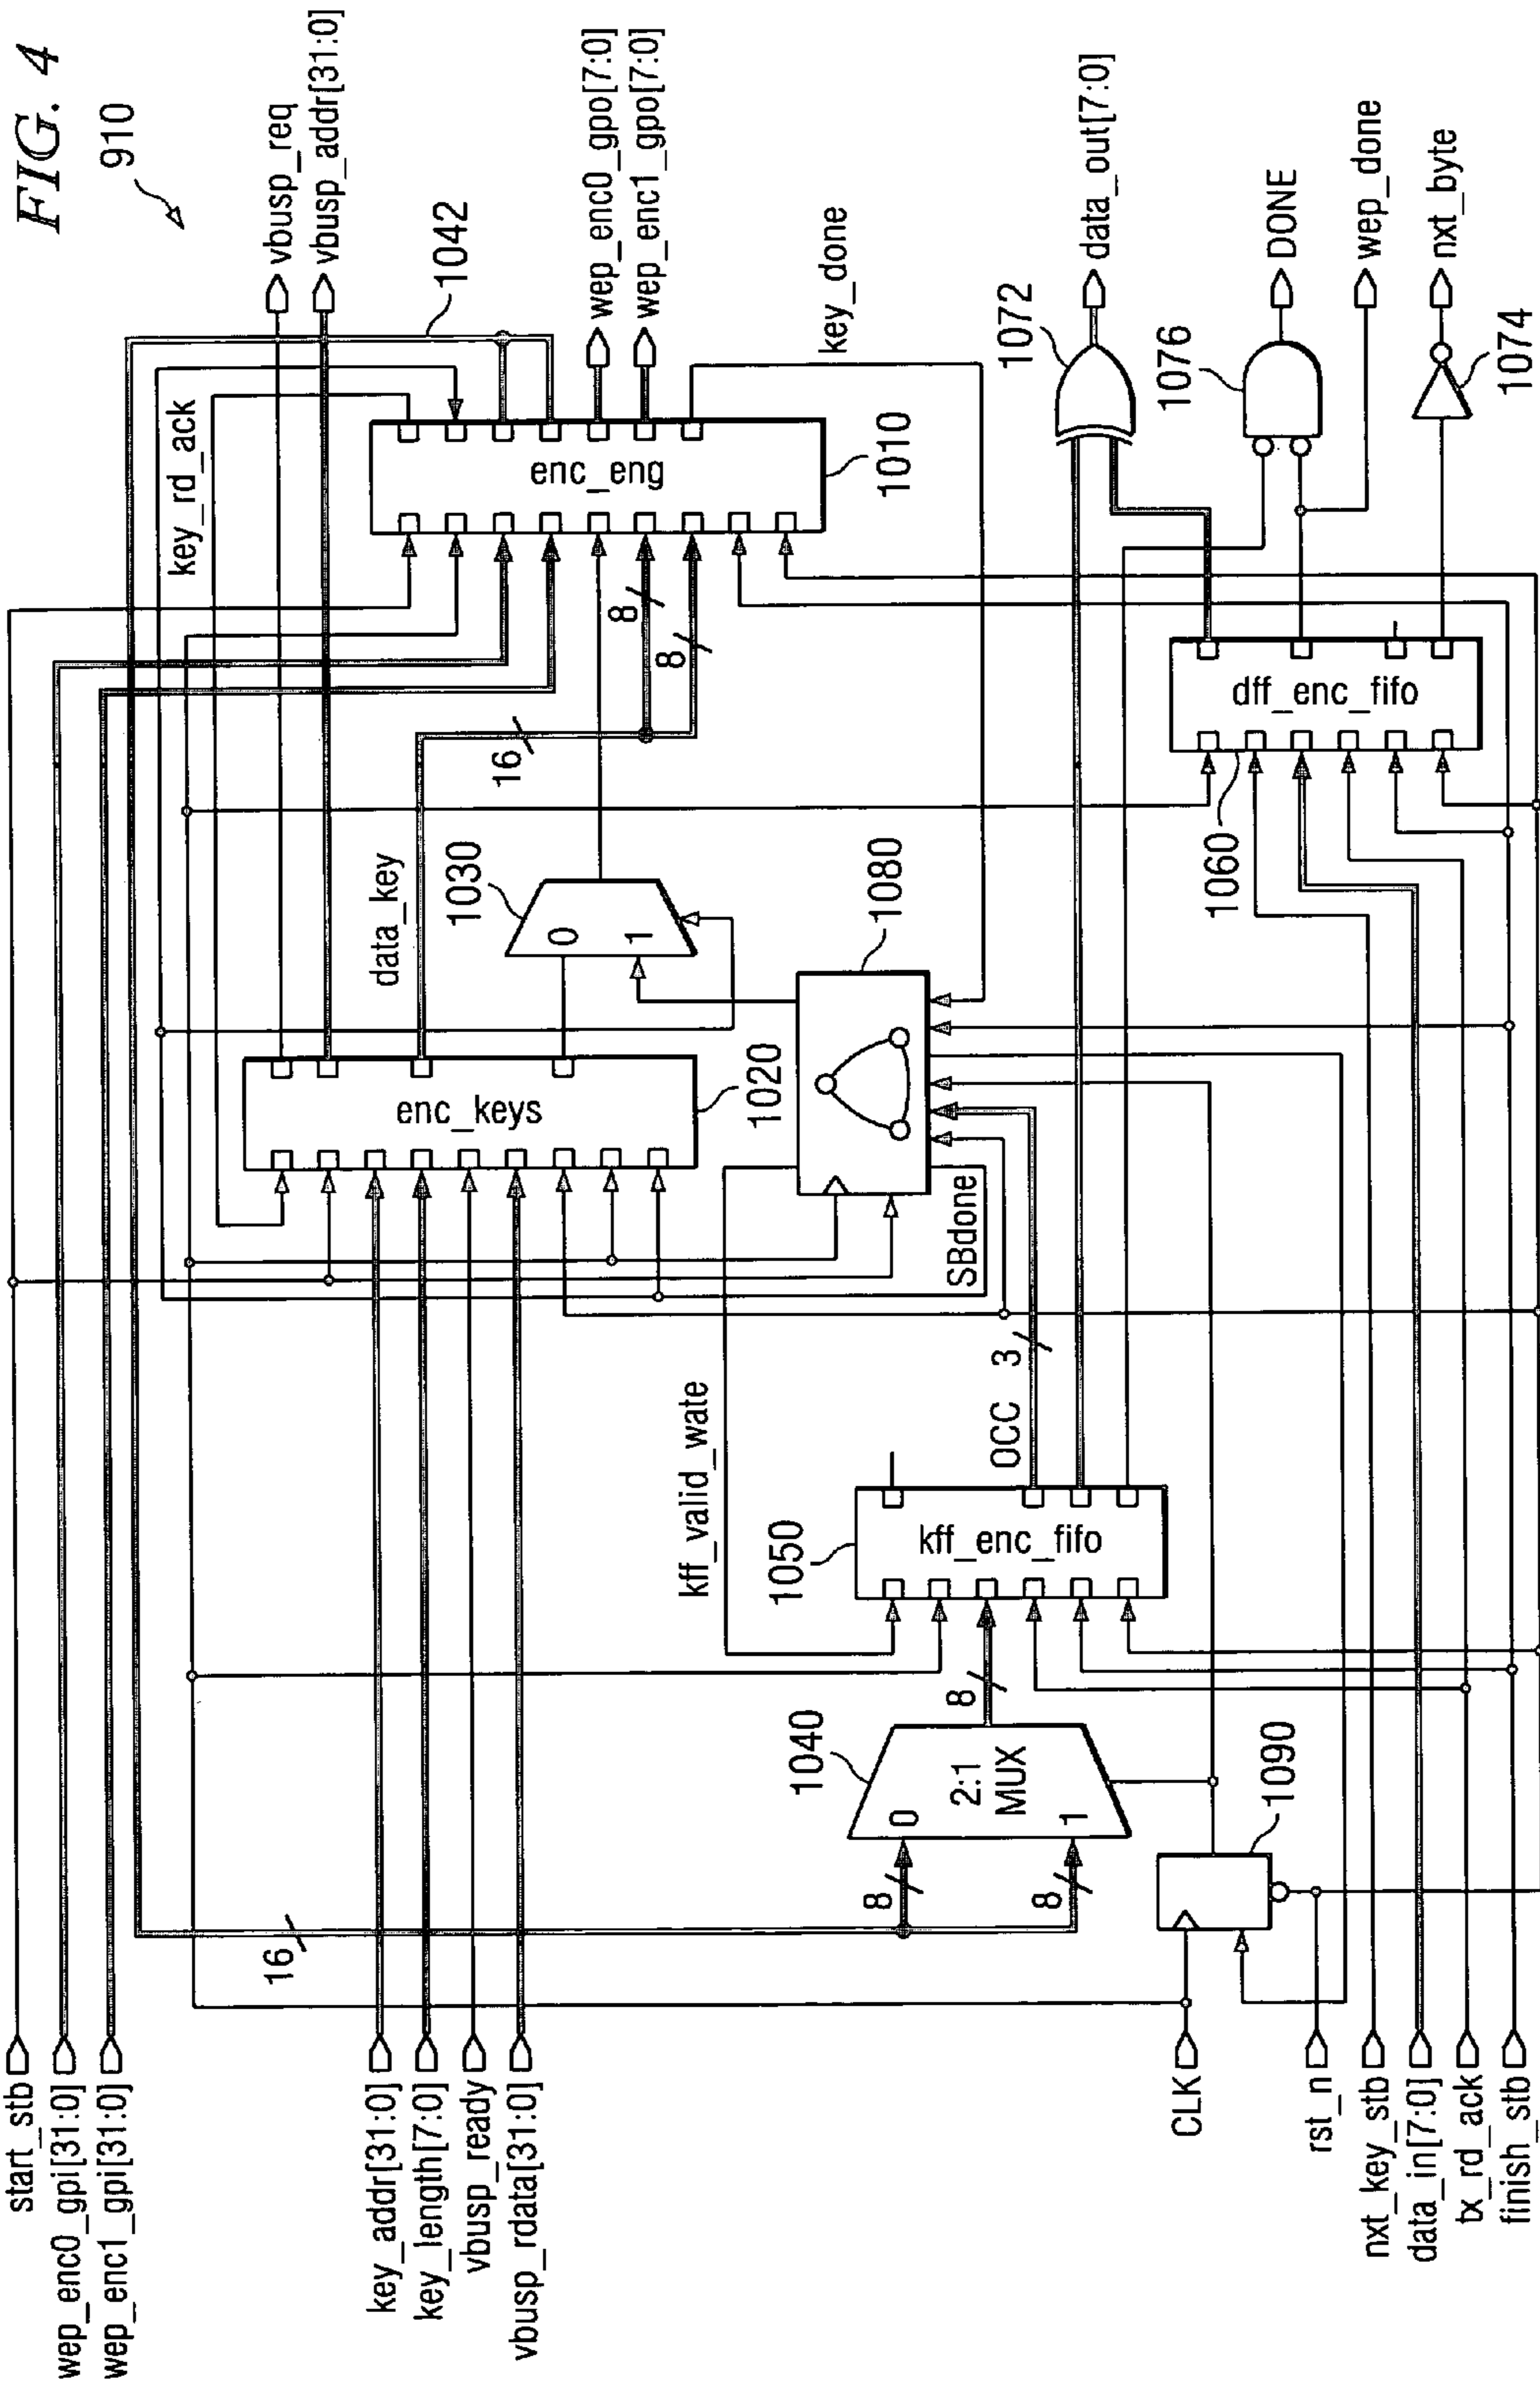 FIG. 4
910
start_stb
wep_enc0_gpi[31:0]
wep_enc1_gpi[31:0]
key_addr[31:0]
key_length[7:0]
vbusp_ready
vbusp_rdata[31:0]
CLK
rst_n
nxt_key_stb
data_in[7:0]
tx_rd_ack
finish_stb
16
8
8
1040
0
2:1
MUX
1
8
1090
kff_valid_wate
1050
kff_enc_fifo
OCC
3
enc_keys
1020
SBdone
1080
data_key
1030
0
1
16
8
8
key_rd_ack
enc_eng
1010
1042
key_done
1060
dff_enc_fifo
1072
1076
1074
vbusp_req
vbusp_addr[31:0]
wep_enc0_gpo[7:0]
wep_enc1_gpo[7:0]
data_out[7:0]
DONE
wep_done
nxt_byte